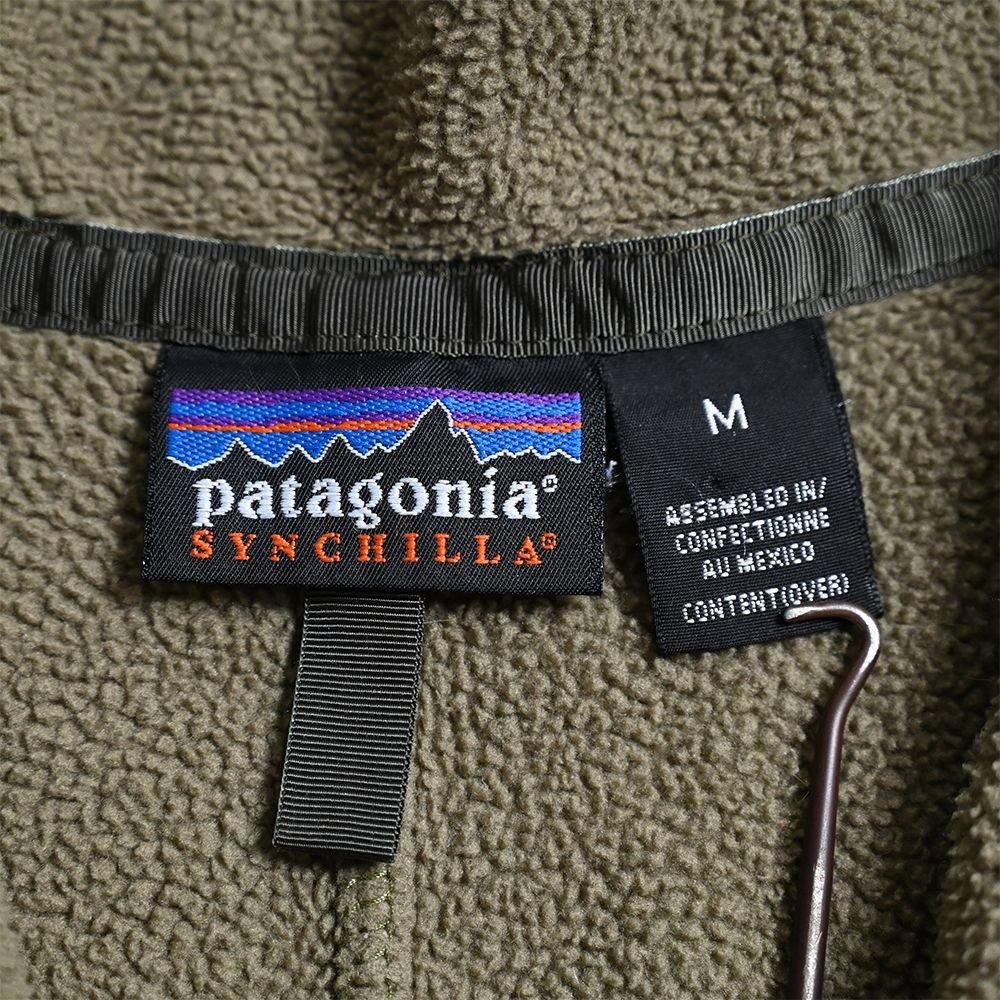 patagonia®
SYNCHILLA®
M
ASSEMBLED IN/
CONFECTIONNE
AU MEXICO
CONTENT(OVER)